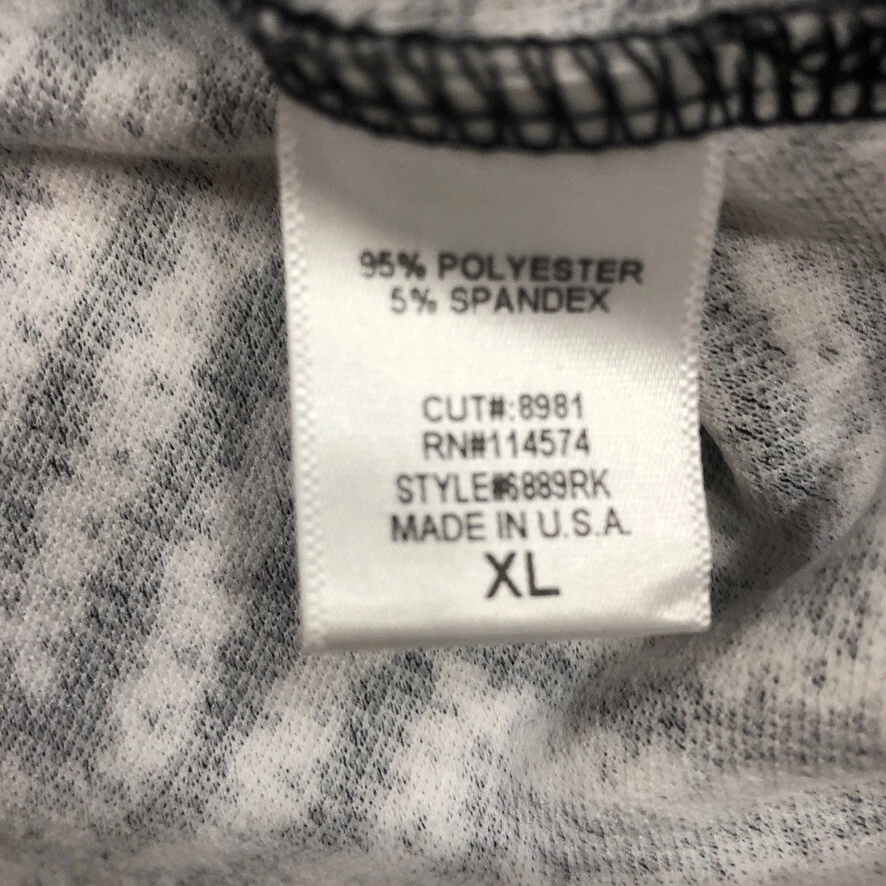 95% POLYESTER
5% SPANDEX
CUT#:8981
RN#114574
STYLE#6889RK
MADE IN U.S.A.
XL